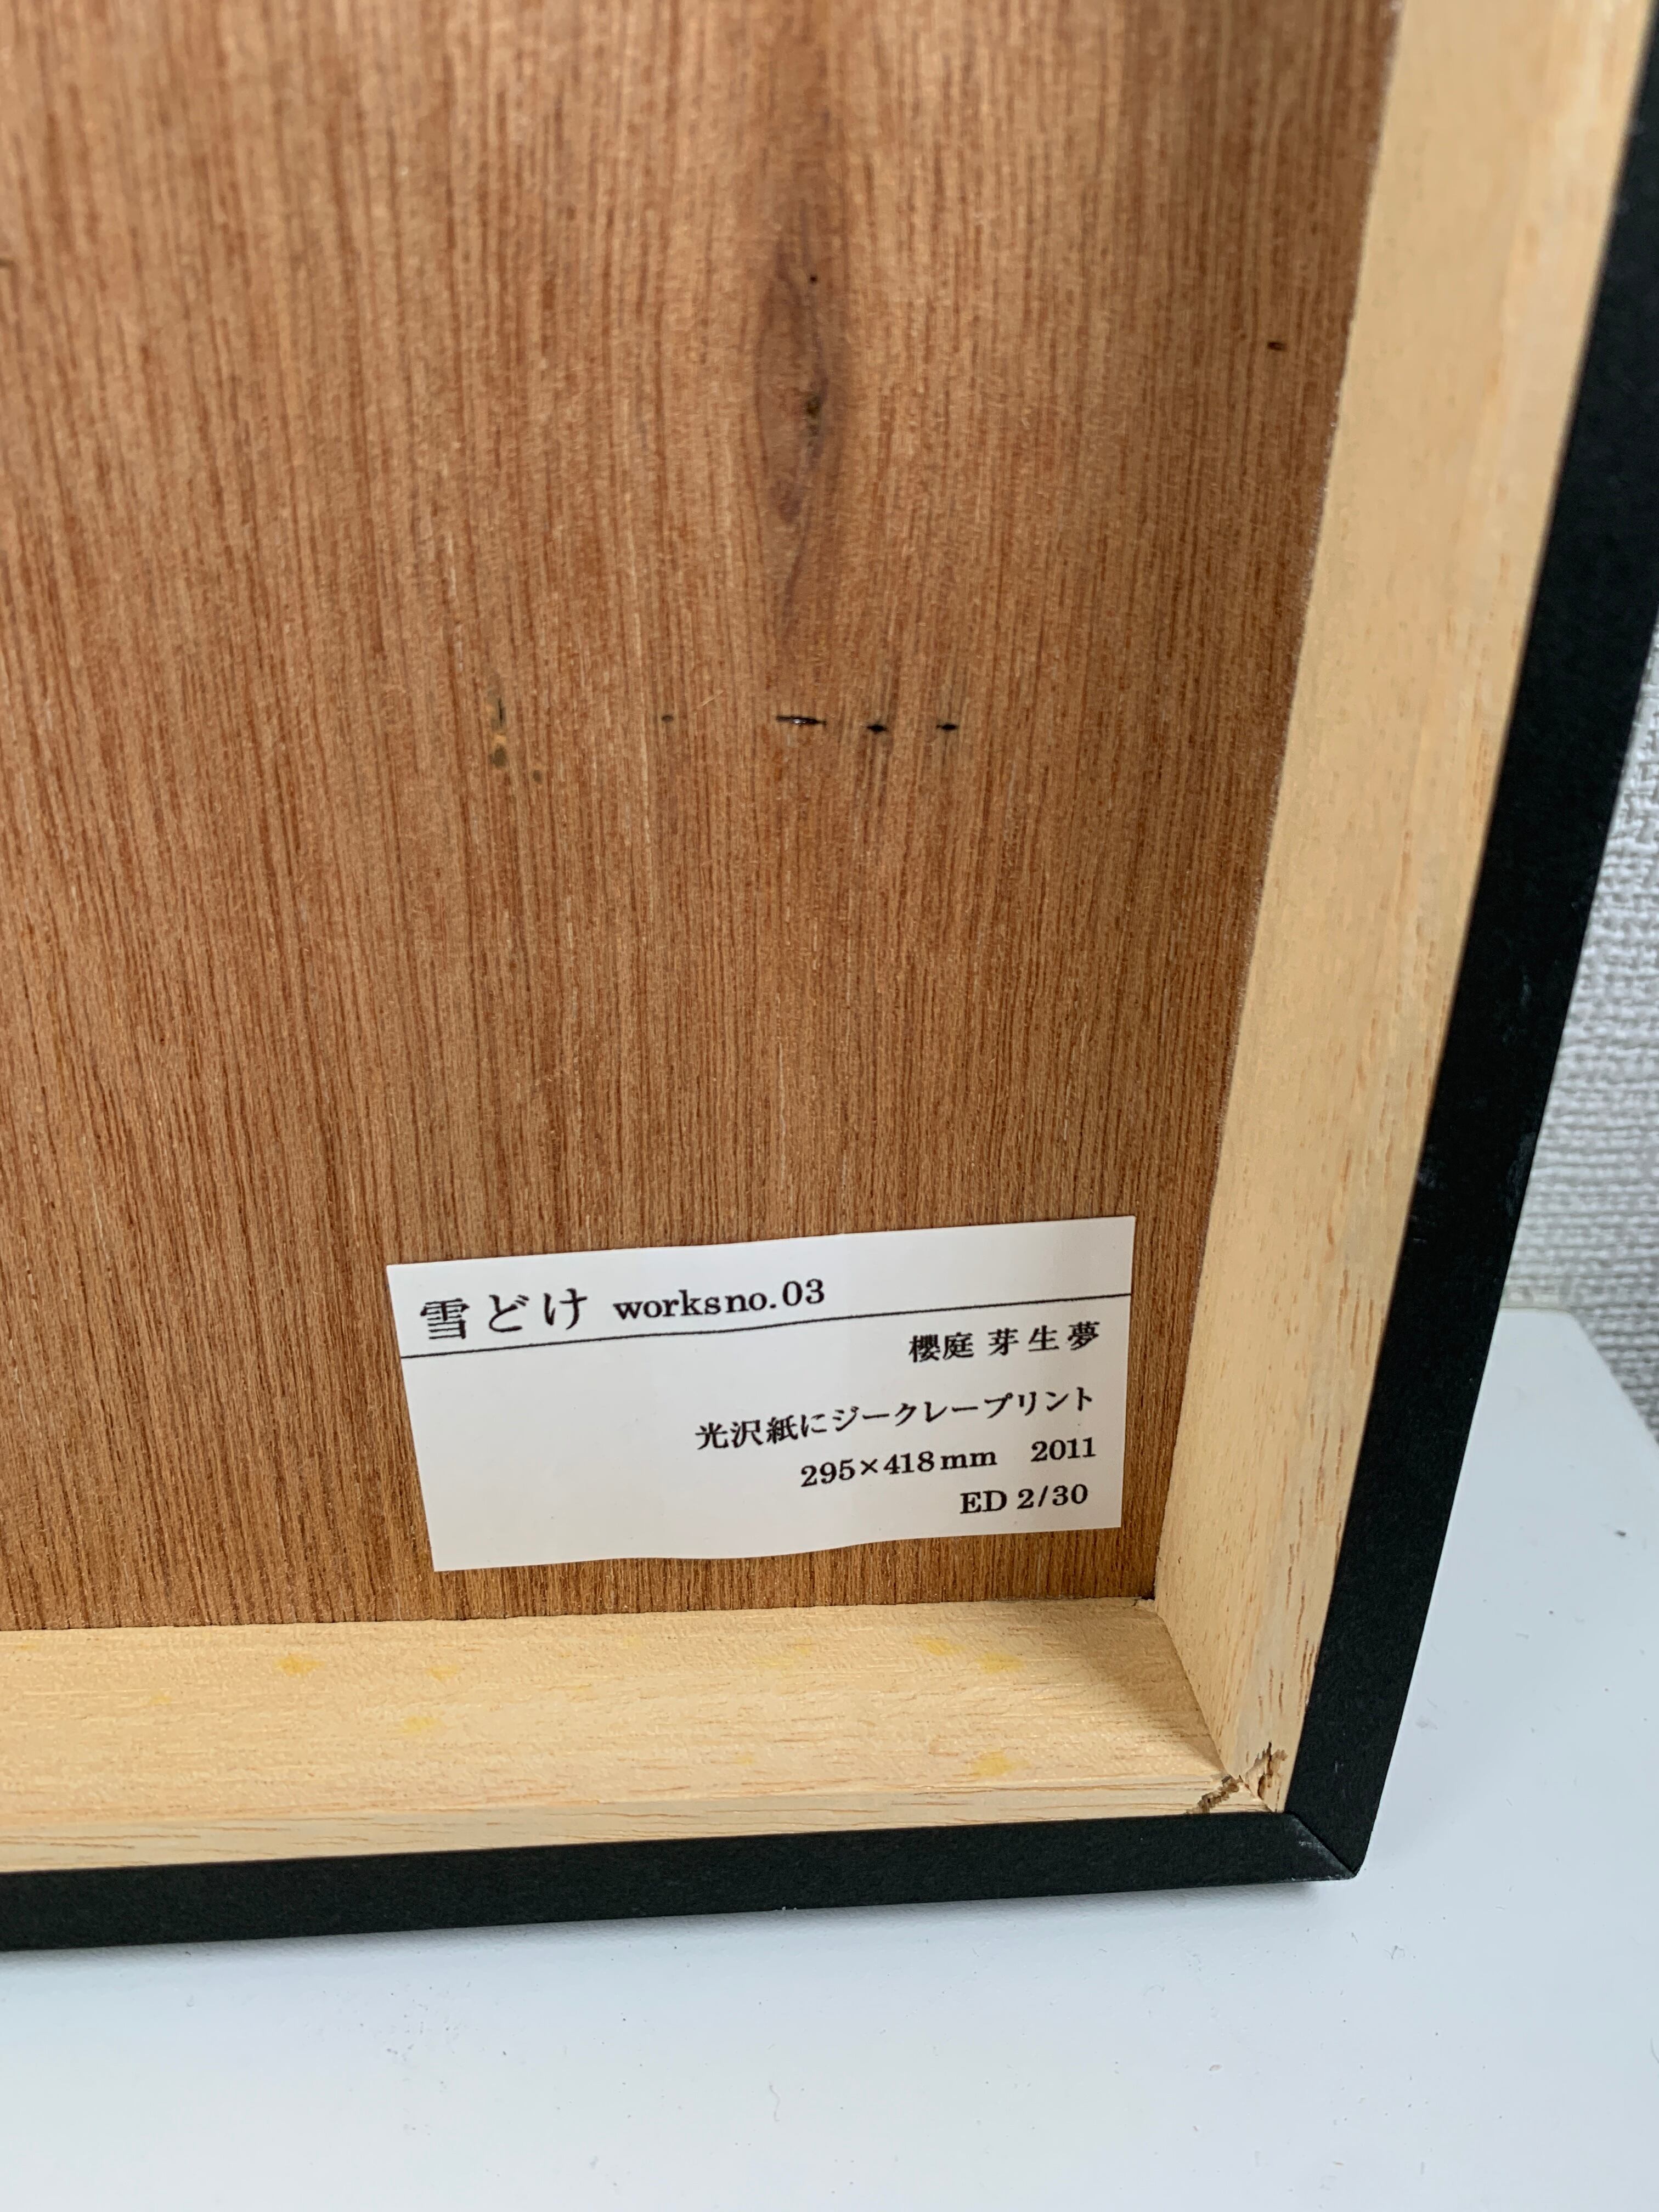 雪どけ worksno.03
櫻庭 芽生夢
光沢紙にジークレープリント
295×418mm 2011
ED 2/30